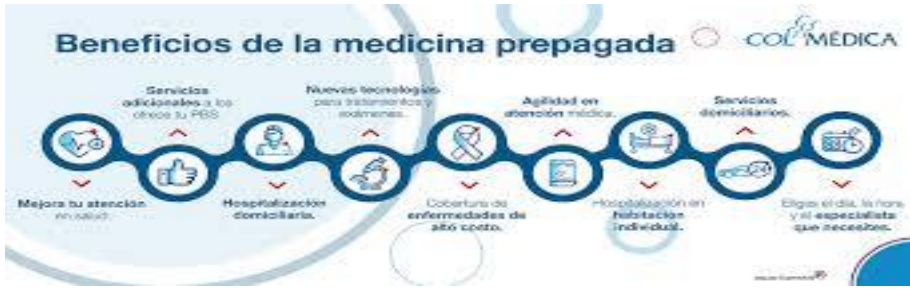 Beneficios de la medicina prepagada
COLMÉDICA
Servicios
adicionales a los
ofrece tu PBS
Nuevas tecnologías
para tratamientos y
exámenes.
Agilidad en
atención médica.
Servicios
domiciliarios.
Mejora tu atención
en salud.
Hospitalización
domiciliaria.
Cobertura de
enfermedades de
alto costo.
Hospitalización en
habitación
individual.
Eliges el día, la hora
y el especialista
que necesites.